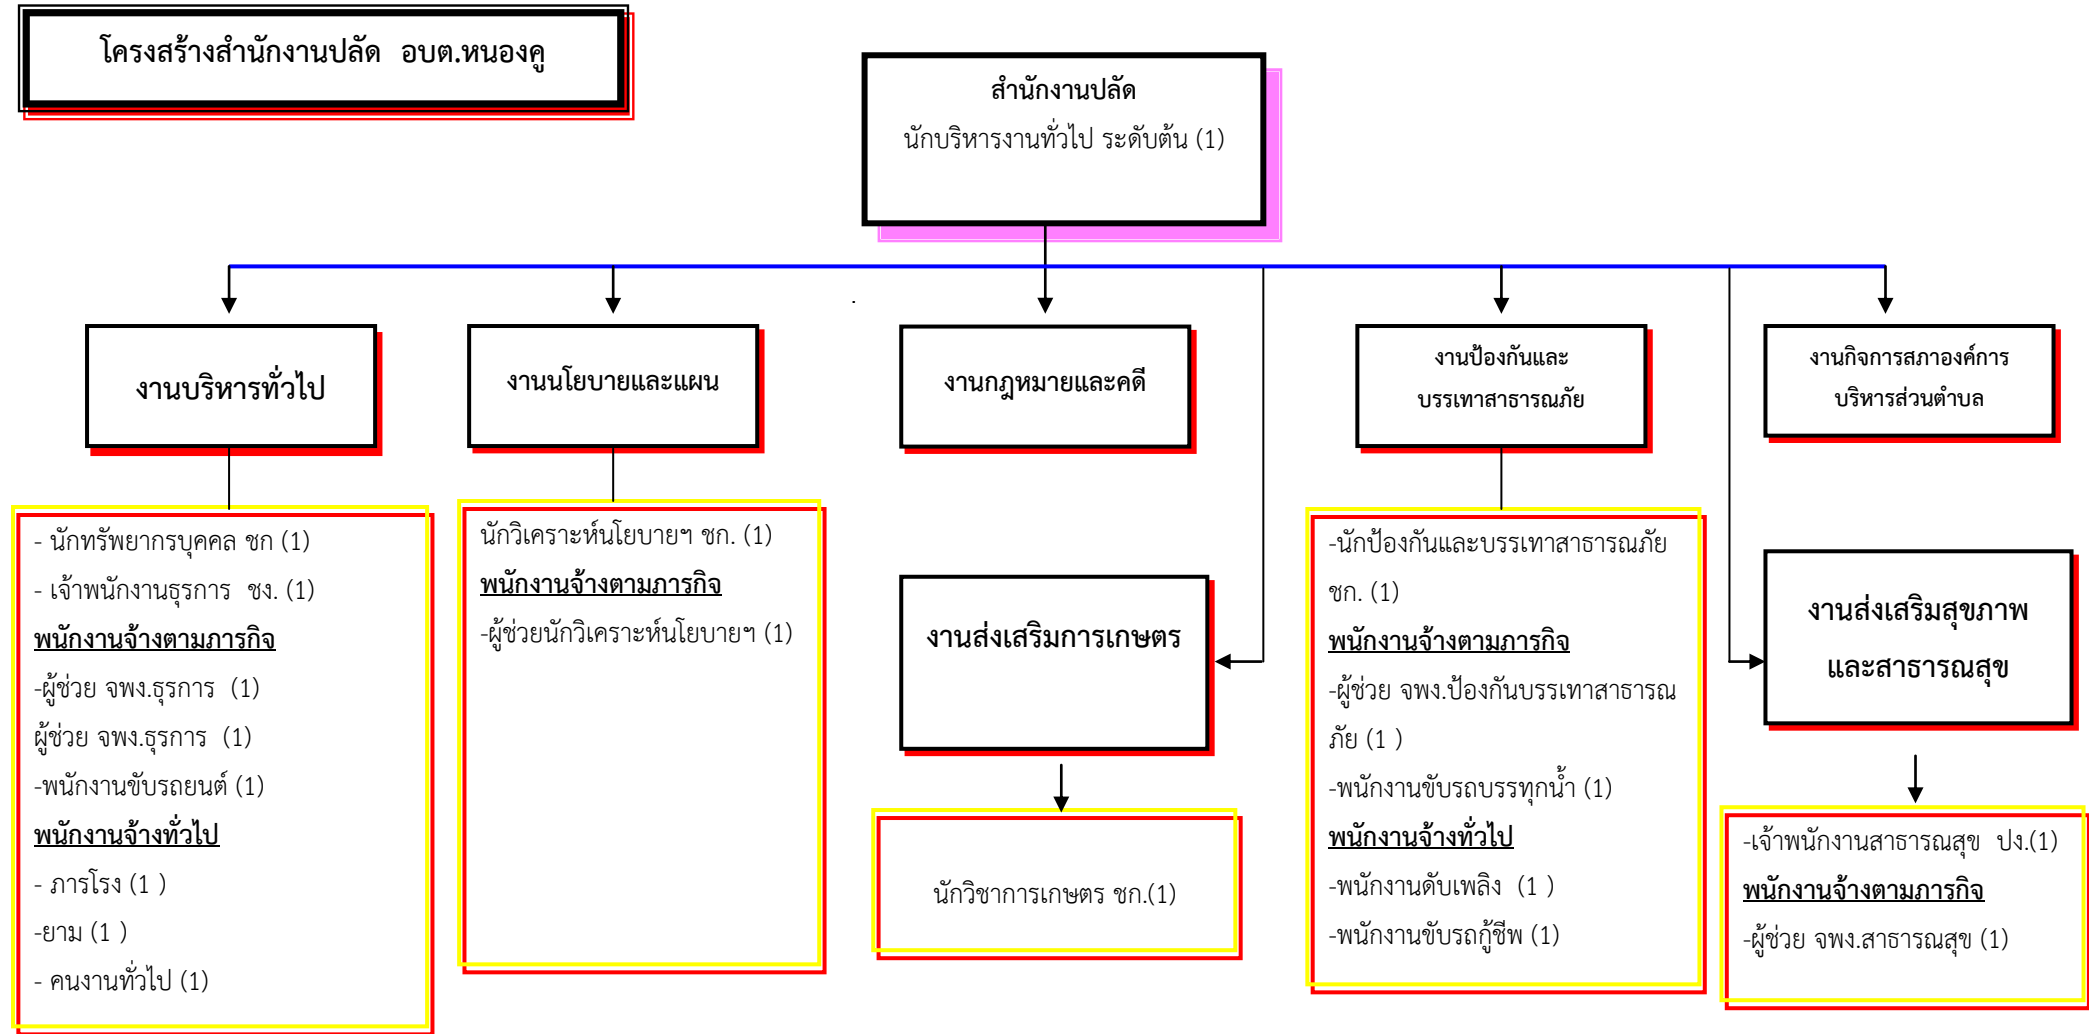 โครงสร้างสำนักงานปลัด อบต.หนองคู
สำนักงานปลัด
นักบริหารงานทั่วไป ระดับต้น (1)
งานบริหารทั่วไป
- นักทรัพยากรบุคคล ชก (1)
- เจ้าพนักงานธุรการ ชง. (1)
พนักงานจ้างตามภารกิจ
-ผู้ช่วย จพง.ธุรการ (1)
ผู้ช่วย จพง.ธุรการ (1)
-พนักงานขับรถยนต์ (1)
พนักงานจ้างทั่วไป
- ภารโรง (1 )
-ยาม (1 )
- คนงานทั่วไป (1)
งานนโยบายและแผน
นักวิเคราะห์นโยบายฯ ชก. (1)
พนักงานจ้างตามภารกิจ
-ผู้ช่วยนักวิเคราะห์นโยบายฯ (1)
งานกฎหมายและคดี
งานส่งเสริมการเกษตร
นักวิชาการเกษตร ชก.(1)
งานป้องกันและ
บรรเทาสาธารณภัย
-นักป้องกันและบรรเทาสาธารณภัย
ชก. (1)
พนักงานจ้างตามภารกิจ
-ผู้ช่วย จพง.ป้องกันบรรเทาสาธารณ
ภัย (1 )
-พนักงานขับรถบรรทุกน้ำ (1)
พนักงานจ้างทั่วไป
-พนักงานดับเพลิง (1 )
-พนักงานขับรถกู้ชีพ (1)
งานกิจการสภาองค์การ
บริหารส่วนตำบล
งานส่งเสริมสุขภาพ
และสาธารณสุข
-เจ้าพนักงานสาธารณสุข ปง.(1)
พนักงานจ้างตามภารกิจ
-ผู้ช่วย จพง.สาธารณสุข (1)